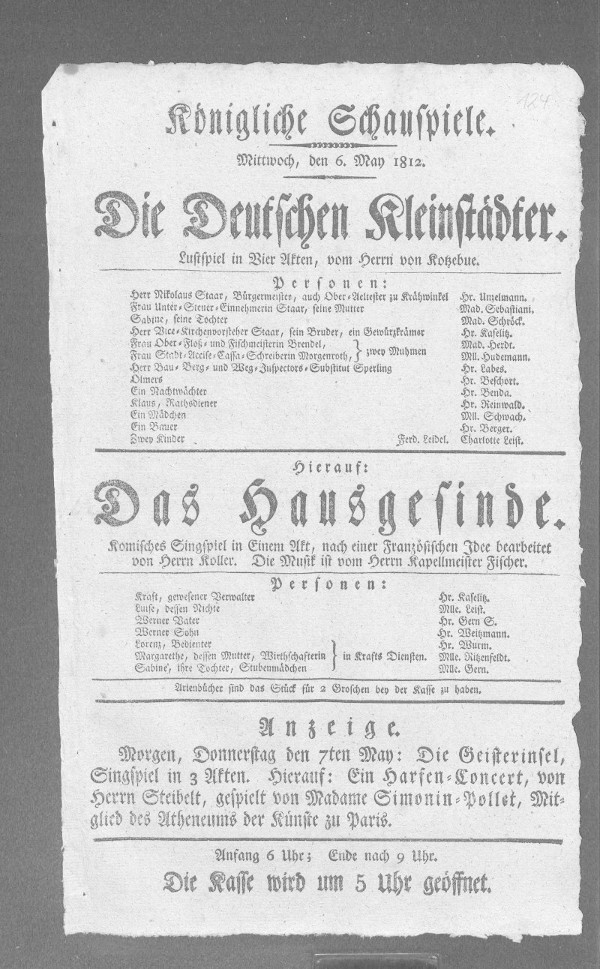 124
Königliche Schauspiele.
Mittwoch, den 6. May 1812.
Die Deutschen Kleinstädter.
Lustspiel in Vier Akten, vom Herrn von Kotzebue.
Personen:
Herr Nikolaus Staar, Bürgermeister, auch Ober-Aeltester zu Krähwinkel Hr. Unzelmann.
Frau Unter-Steuer-Einnehmerin Staar, seine Mutter Mad. Sebastiani.
Sabine, seine Tochter Mad. Schröck.
Herr Vice-Kirchenvorsteher Staar, sein Bruder, ein Gewürzkrämer Hr. Kaselitz.
Frau Ober-Floß- und Fischmeisterin Brendel, Mad. Herdt.
Frau Stadt-Accise-Cassa-Schreiberin Morgenroth, } zwey Muhmen Mll. Hudemann.
Herr Bau- Berg- und Weg-Inspectors-Substitut Sperling Hr. Labes.
Olmers Hr. Beschort.
Ein Nachtwächter Hr. Benda.
Klaus, Rathsdiener Hr. Reinwald.
Ein Mädchen Mll. Schwach.
Ein Bauer Hr. Berger.
Zwey Kinder Ferd. Leidel. Charlotte Leist.
Hierauf:
Das Hausgesinde.
Komisches Singspiel in Einem Akt, nach einer Französischen Idee bearbeitet
von Herrn Koller. Die Musik ist vom Herrn Kapellmeister Fischer.
Personen:
Kraft, gewesener Verwalter Hr. Kaselitz.
Luise, dessen Nichte Mlle. Leist.
Werner Vater Hr. Gern S.
Werner Sohn Hr. Weitzmann.
Lorenz, Bedienter Hr. Wurm.
Margarethe, dessen Mutter, Wirthschafterin } in Krafts Diensten. Mlle. Ritzenfeldt.
Sabine, ihre Tochter, Stubenmädchen Mlle. Gern.
Arienbücher sind das Stück für 2 Groschen bey der Kasse zu haben.
Anzeige.
Morgen, Donnerstag den 7ten May: Die Geisterinsel,
Singspiel in 3 Akten. Hierauf: Ein Harfen-Concert, von
Herrn Steibelt, gespielt von Madame Simonin-Pollet, Mit-
glied des Atheneums der Künste zu Paris.
Anfang 6 Uhr; Ende nach 9 Uhr.
Die Kasse wird um 5 Uhr geöffnet.